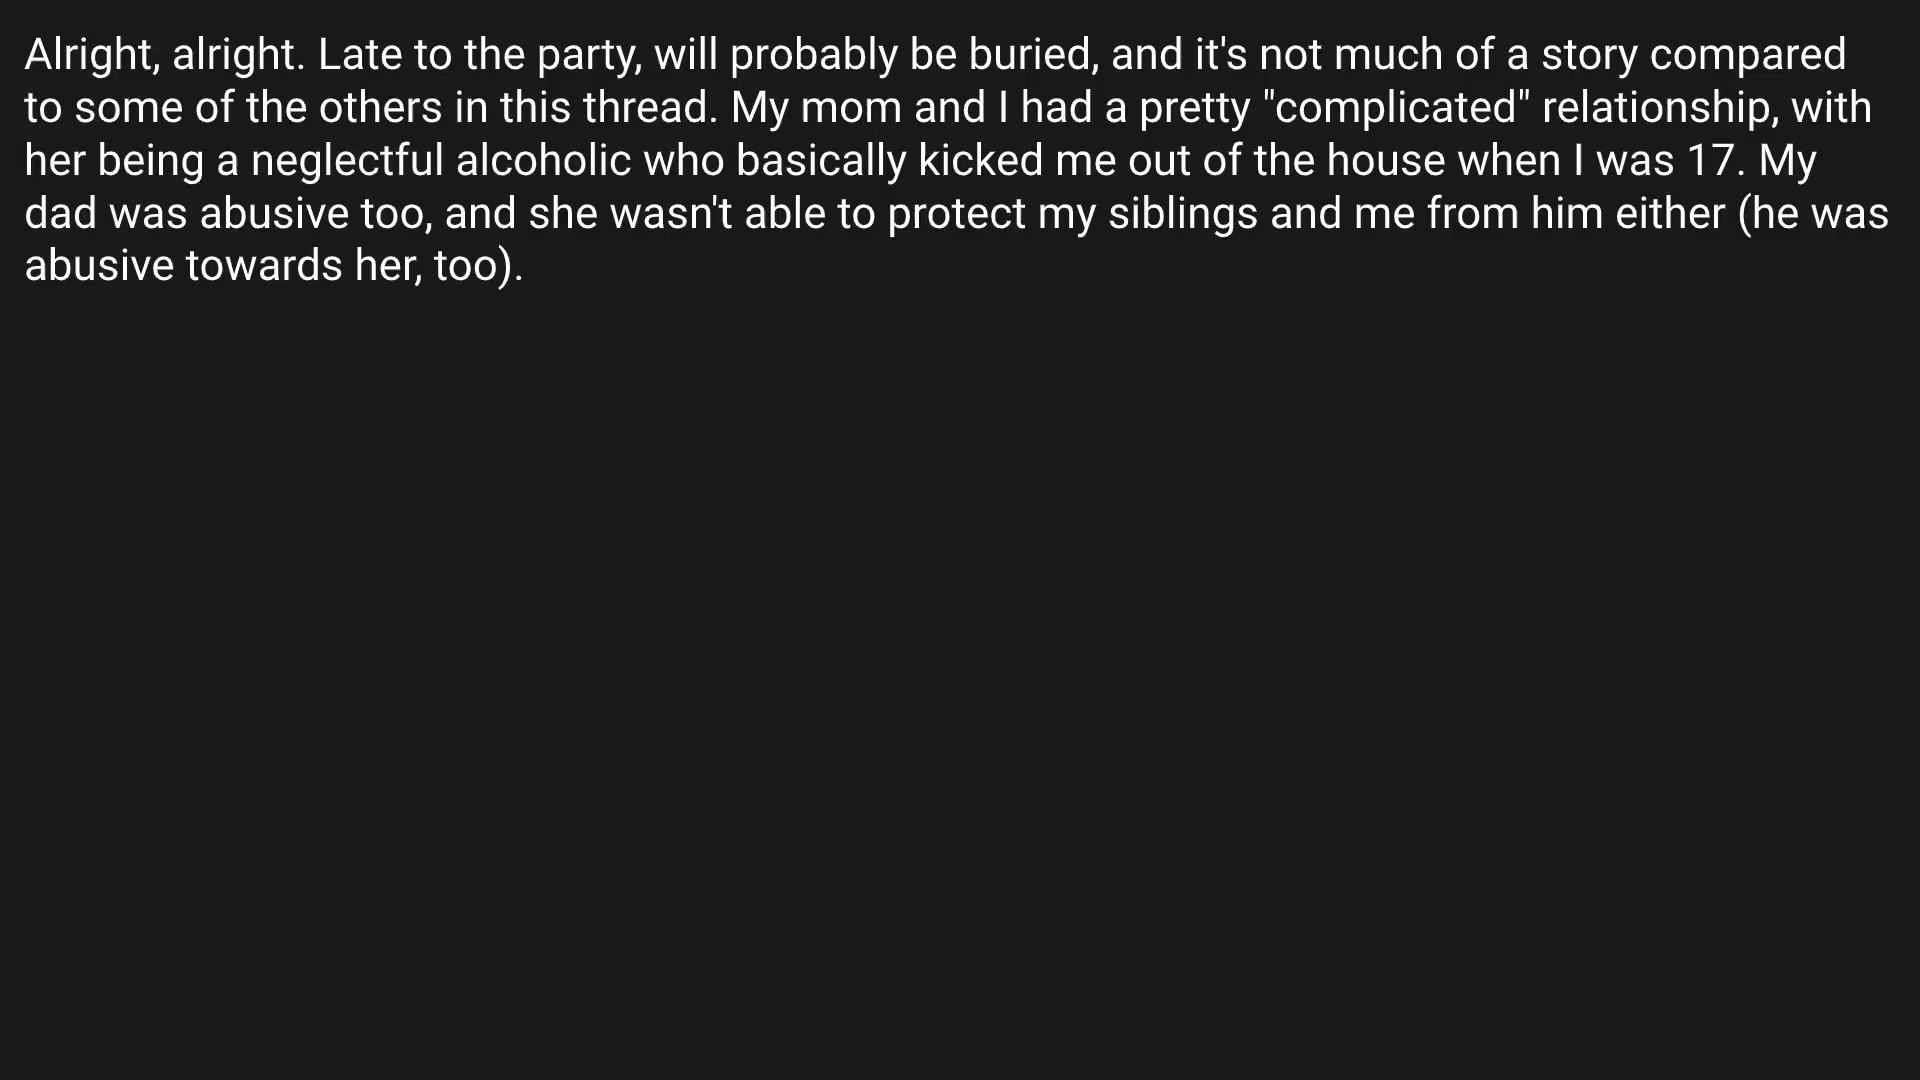 Alright, alright. Late to the party, will probably be buried, and it's not much of a story compared
to some of the others in this thread. My mom and I had a pretty "complicated" relationship, with
her being a neglectful alcoholic who basically kicked me out of the house when I was 17. My
dad was abusive too, and she wasn't able to protect my siblings and me from him either (he was
abusive towards her, too).